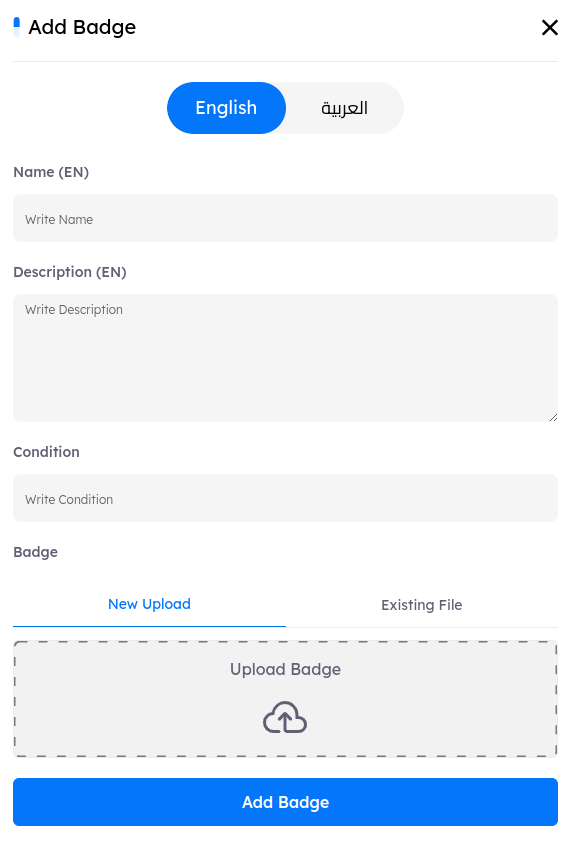 Add Badge
English
العربية
Name (EN)
Write Name
Description (EN)
Write Description
Condition
Write Condition
Badge
New Upload
Existing File
Upload Badge
Add Badge